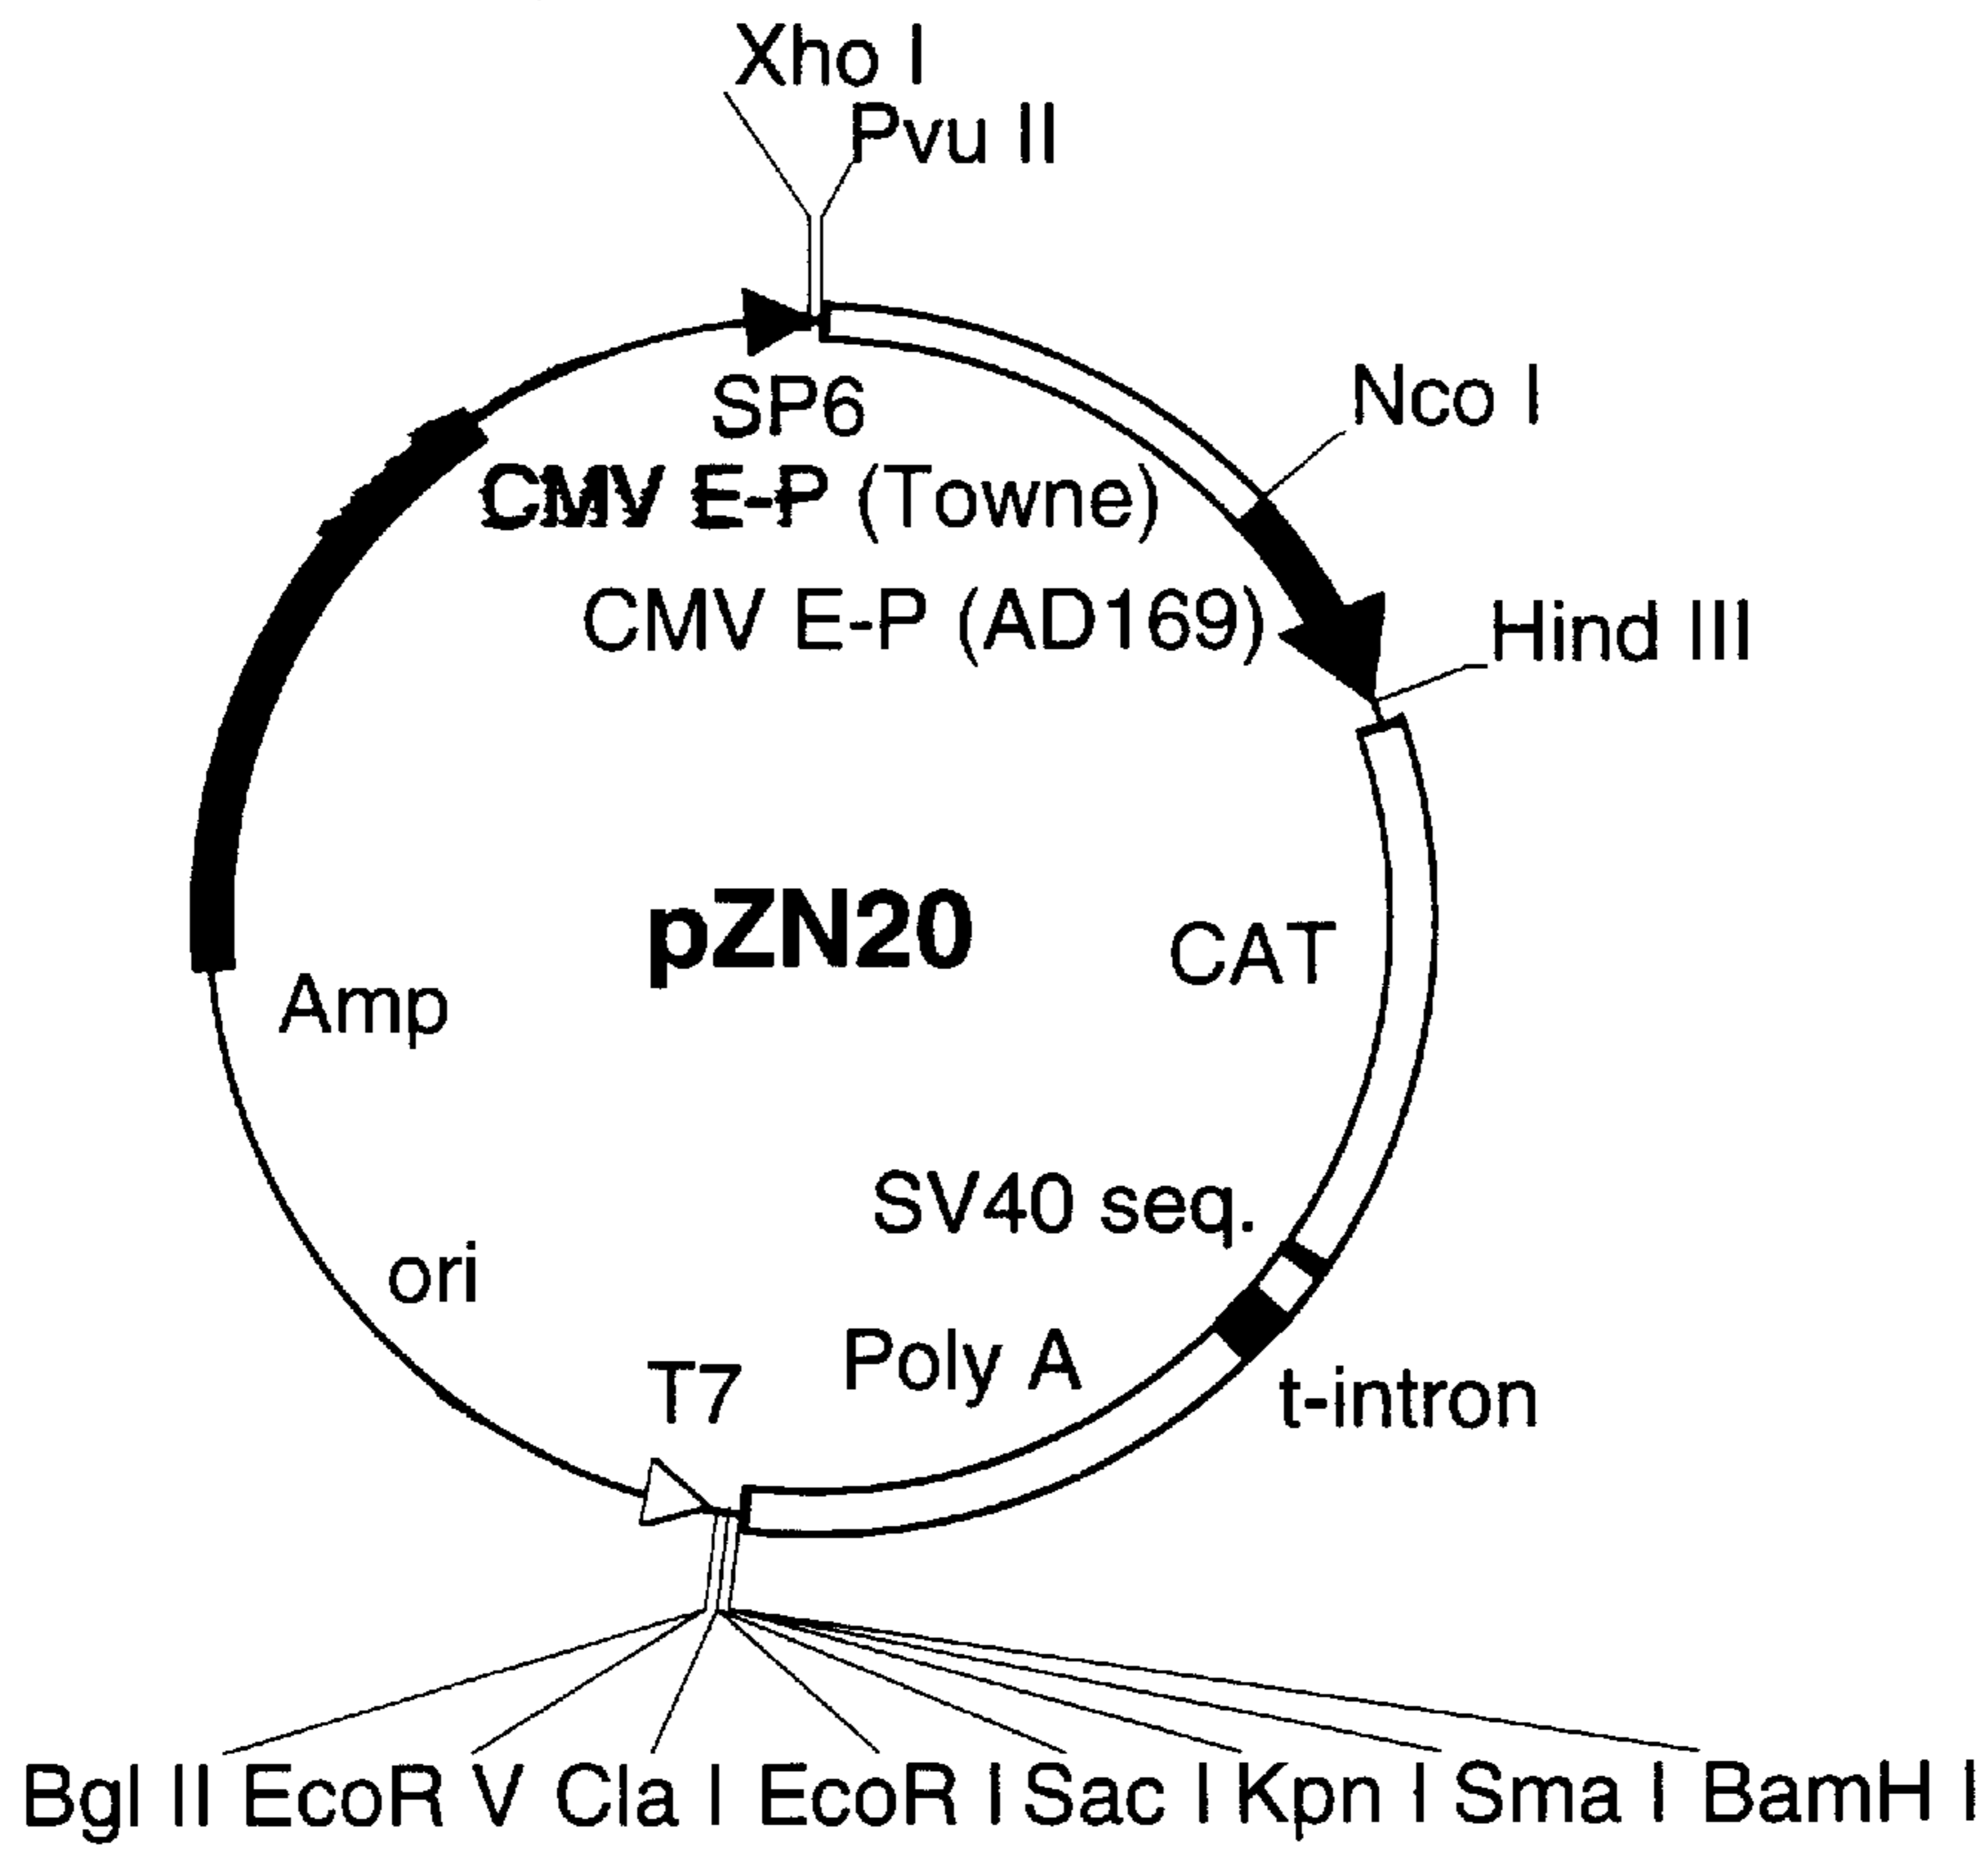 Xho I
Pvu II
Nco I
SP6
CMV E-P (Towne)
CMV E-P (AD169)
Hind III
pZN20
CAT
Amp
SV40 seq.
ori
Poly A
T7
t-intron
Bgl II EcoR V Cla I EcoR I Sac I Kpn I Sma I BamH I